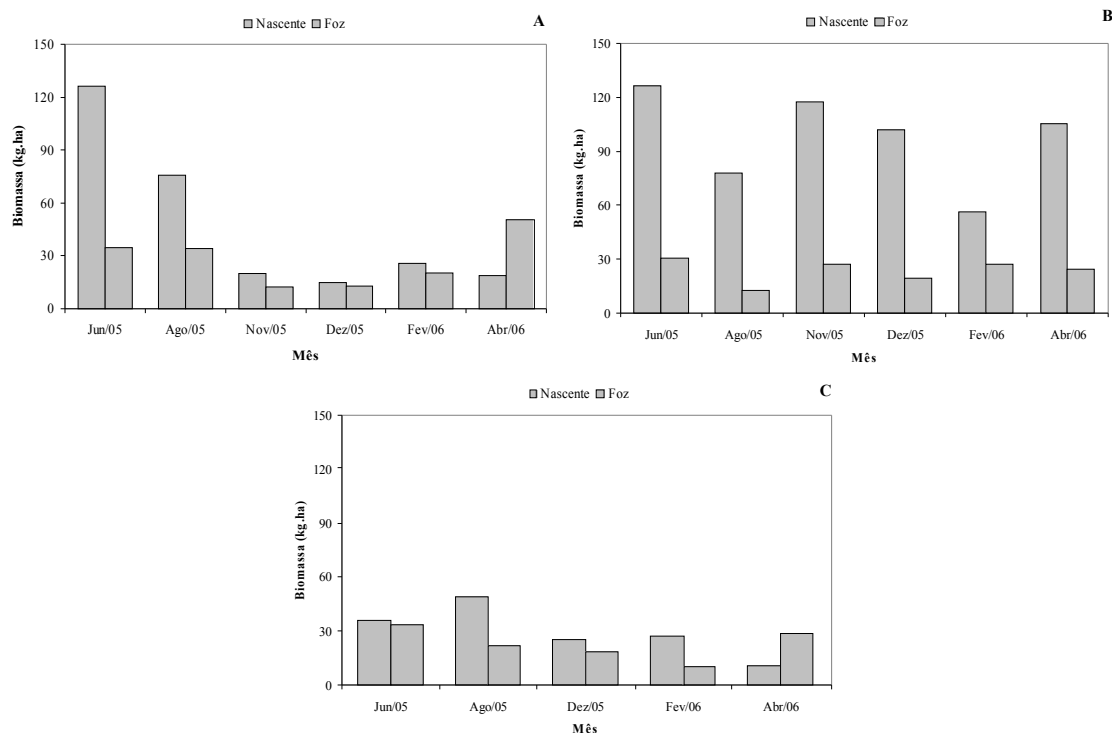 A
Nascente Foz
150
120
90
60
30
0
Biomassa (kg.ha)
Jun/05 Ago/05 Nov/05 Dez/05 Fev/06 Abr/06
Mês
B
Nascente Foz
150
120
90
60
30
0
Biomassa (kg.ha)
Jun/05 Ago/05 Nov/05 Dez/05 Fev/06 Abr/06
Mês
C
Nascente Foz
150
120
90
60
30
0
Biomassa (kg.ha)
Jun/05 Ago/05 Dez/05 Fev/06 Abr/06
Mês